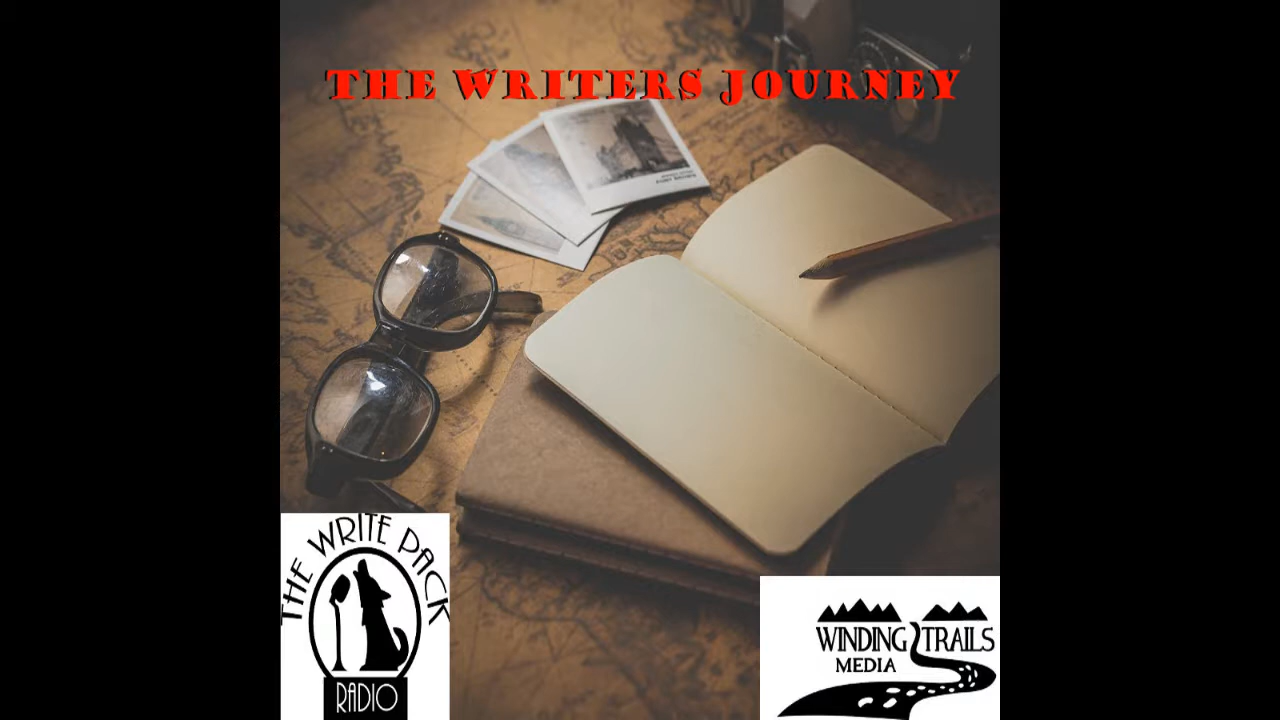 THE WRITERS JOURNEY
THE WRITE PACK
RADIO
WINDING TRAILS
MEDIA